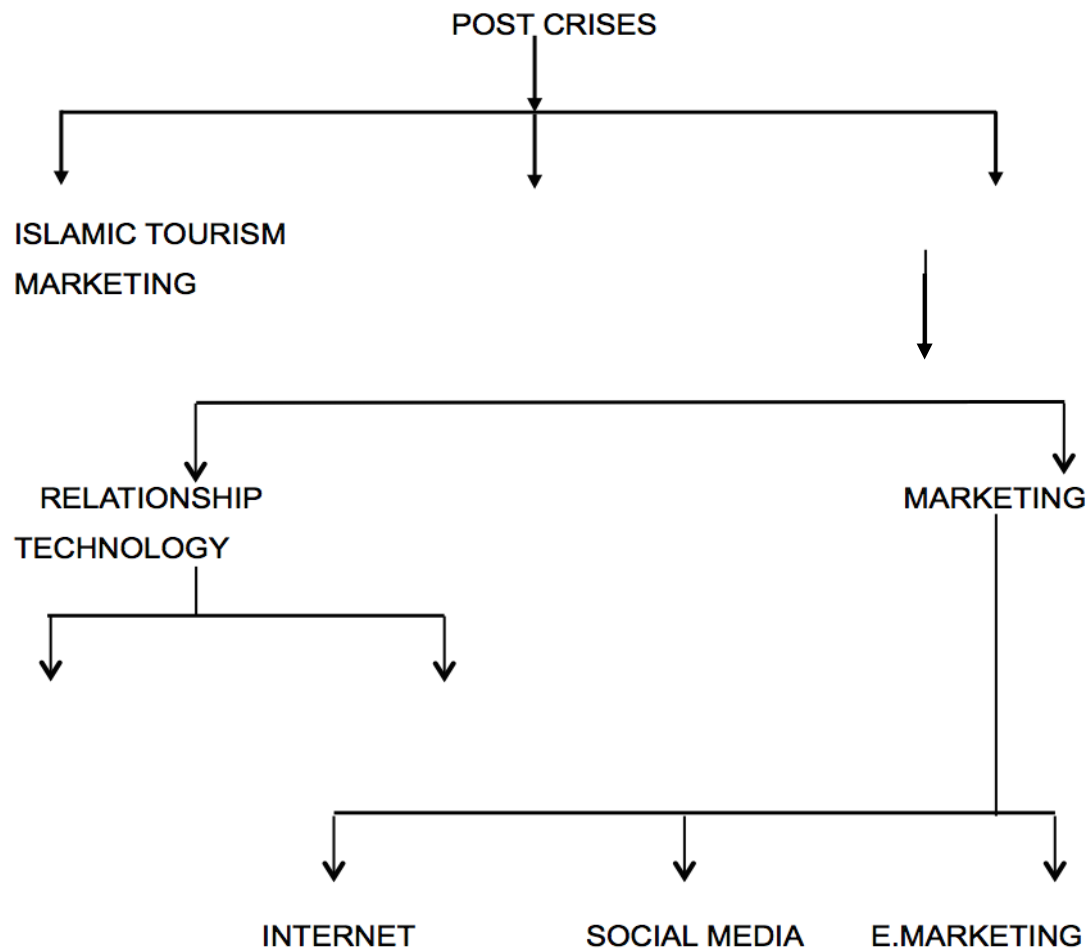 POST CRISES
ISLAMIC TOURISM
MARKETING
RELATIONSHIP
MARKETING
TECHNOLOGY
INTERNET
SOCIAL MEDIA
E.MARKETING